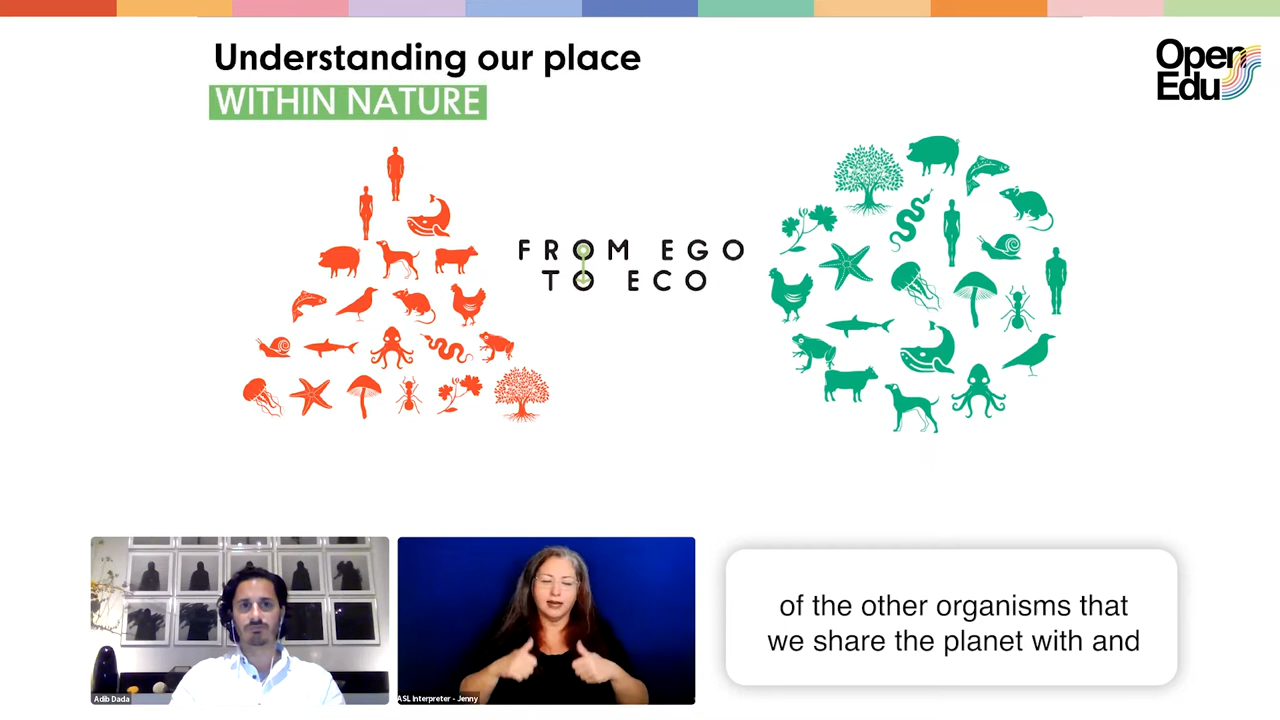 Understanding our place
WITHIN NATURE
Open
Edu
FROM EGO
TO ECO
Adib Dada
ASL Interpreter - Jenny
of the other organisms that
we share the planet with and